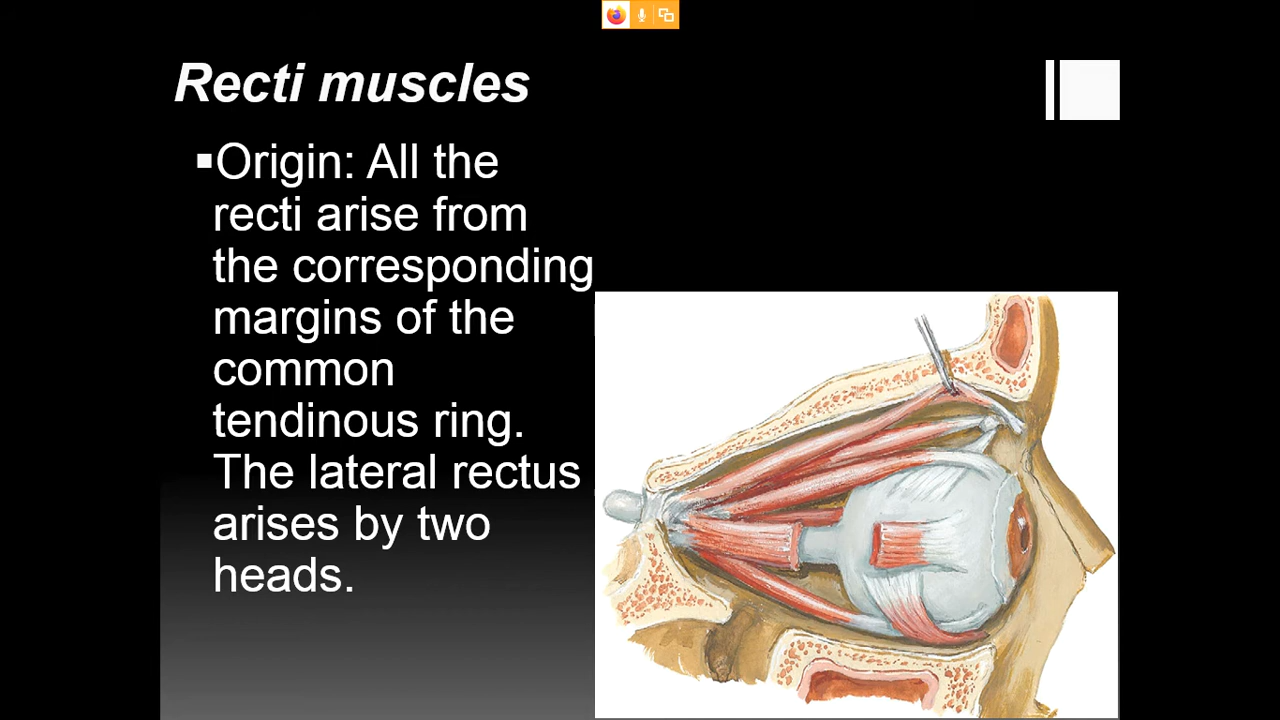 Recti muscles
▪Origin: All the
recti arise from
the corresponding
margins of the
common
tendinous ring.
The lateral rectus
arises by two
heads.